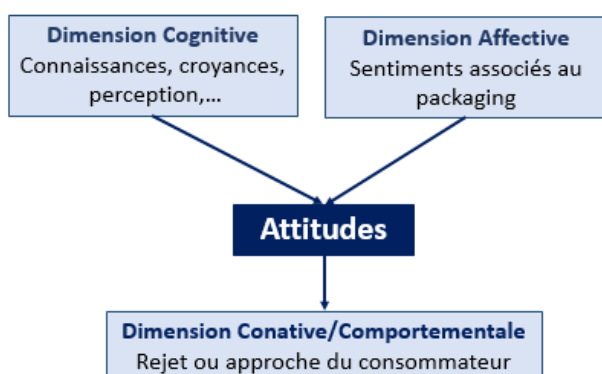 Dimension Cognitive
Connaissances, croyances,
perception,...
Dimension Affective
Sentiments associés au
packaging
Attitudes
Dimension Conative/Comportementale
Rejet ou approche du consommateur